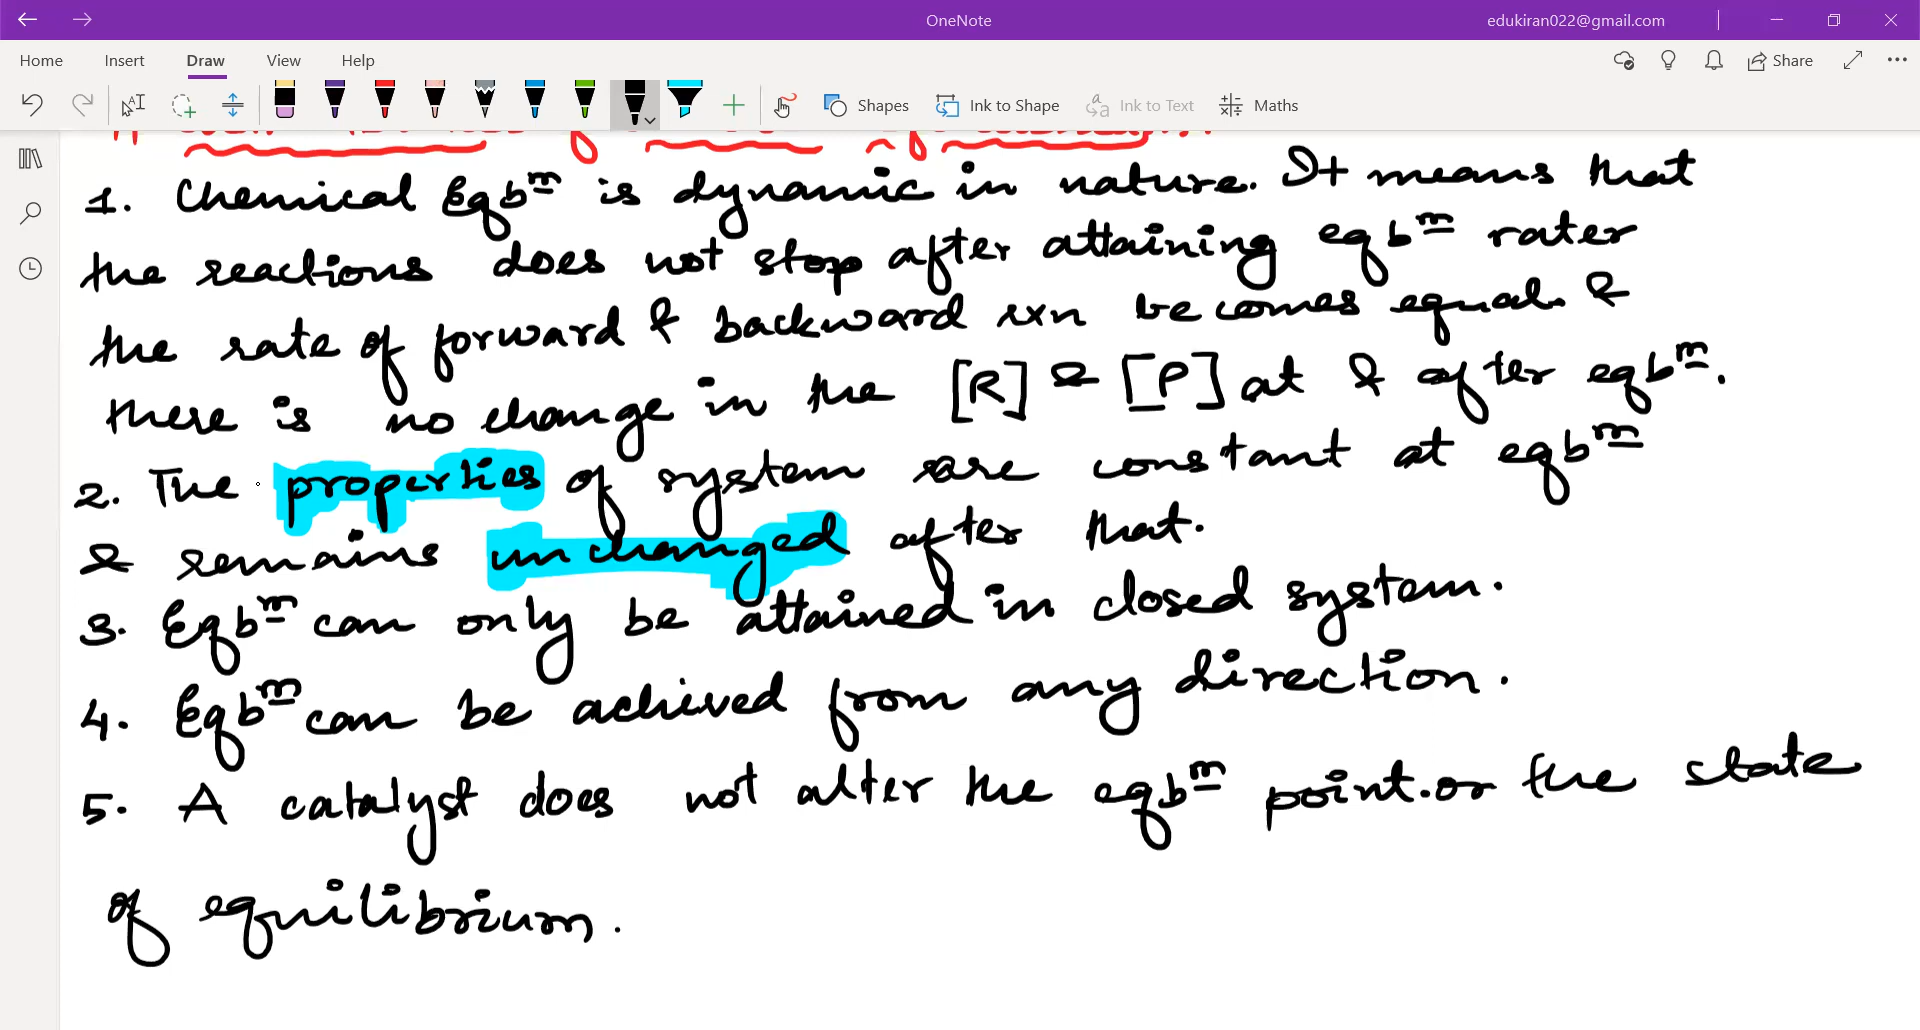 OneNote
edukiran022@gmail.com
Home Insert Draw View Help
Share
Shapes Ink to Shape Ink to Text Maths
1. Chemical Eqbm is dynamic in nature. It means that
the reactions does not stop after attaining eqbm rater
the rate of forward & backward rxn becomes equal. &
there is no change in the [R] & [P] at & after eqbm.
2. The properties of system are constant at eqbm
& remains unchanged after that.
3. Eqbm can only be attained in closed system.
4. Eqbm can be achieved from any direction.
5. A catalyst does not alter the eqbm point. or the state
of equilibrium.